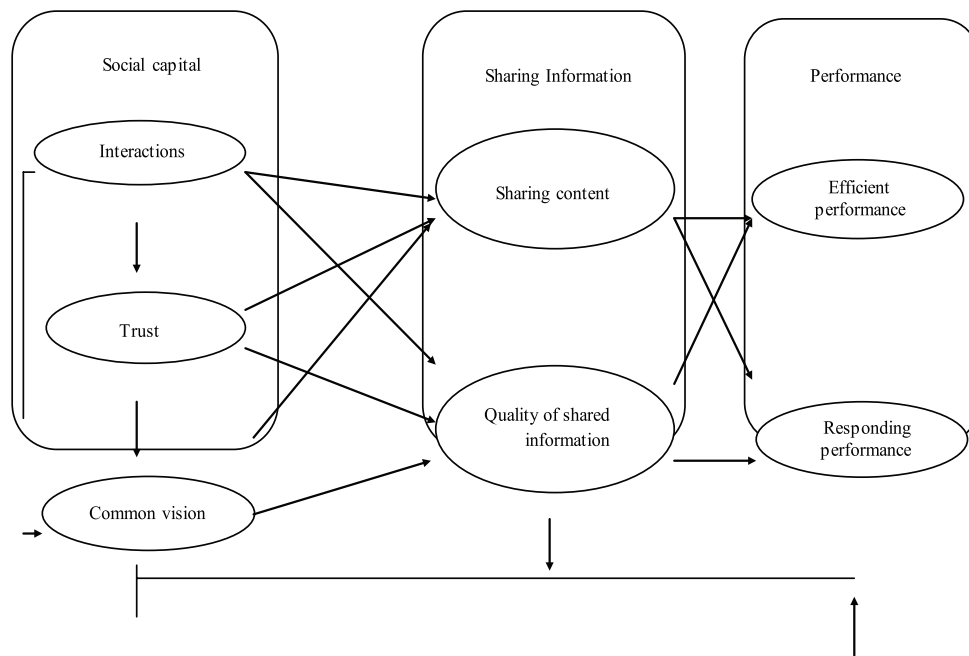 Social capital
Interactions
Trust
Common vision
Sharing Information
Sharing content
Quality of shared
information
Performance
Efficient
performance
Responding
performance